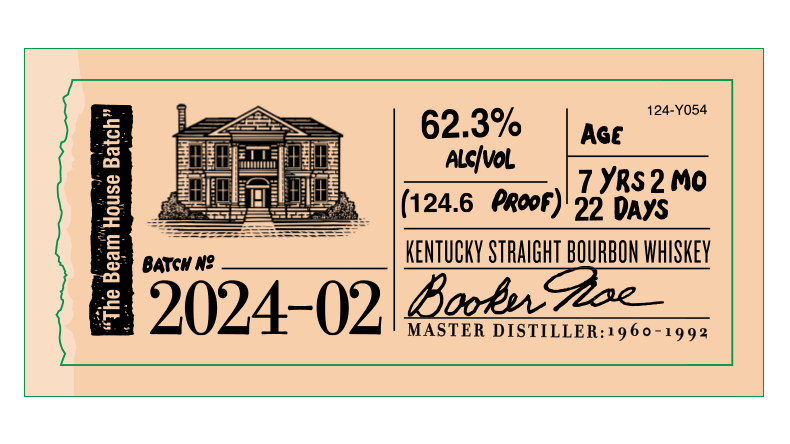 “The Beam House Batch”
BATCH Nº
2024-02
62.3%
ALC/VOL
(124.6 PROOF)
124-Y054
AGE
7 YRS 2 MO
22 DAYS
KENTUCKY STRAIGHT BOURBON WHISKEY
Booker Noe
MASTER DISTILLER: 1960-1992